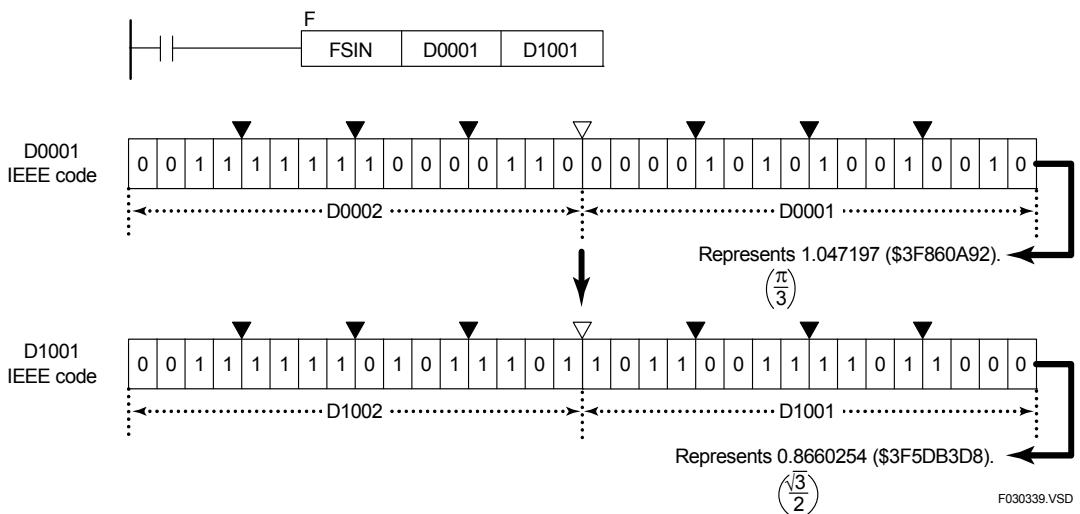 F
FSIN D0001 D1001
D0001
IEEE code
0 0 1 1 1 1 1 1 1 0 0 0 0 1 1 0 0 0 0 0 1 0 1 0 1 0 0 1 0 0 1 0
D0002 D0001
Represents 1.047197 ($3F860A92).
(π/3)
D1001
IEEE code
0 0 1 1 1 1 1 1 0 1 0 1 1 1 0 1 1 0 1 1 0 0 1 1 1 1 0 1 1 0 0 0
D1002 D1001
Represents 0.8660254 ($3F5DB3D8).
(√3/2)
F030339.VSD